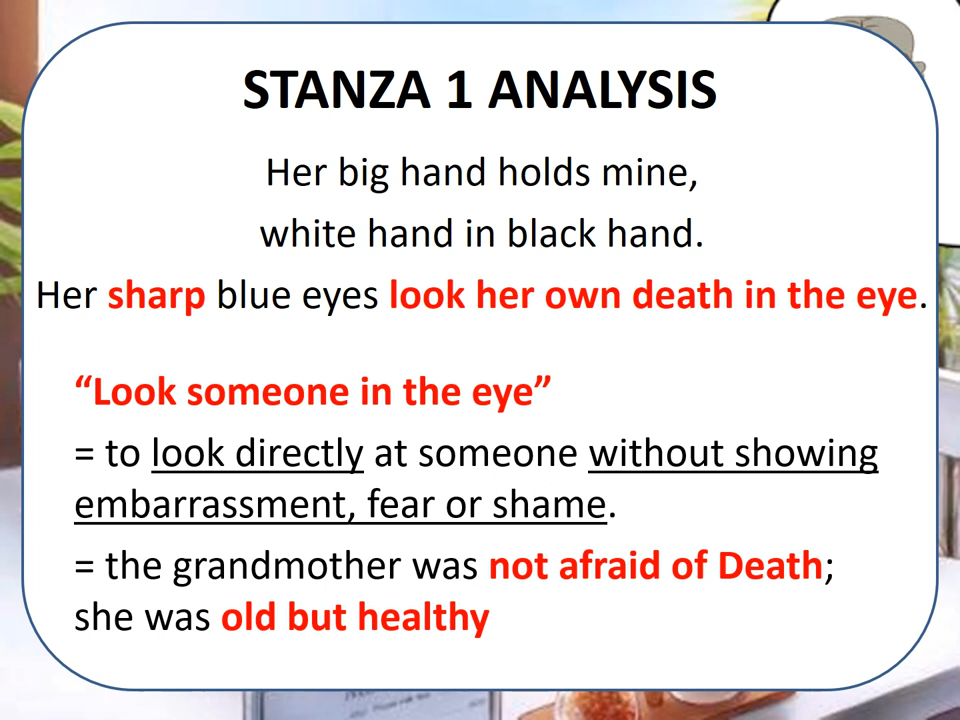 STANZA 1 ANALYSIS
Her big hand holds mine,
white hand in black hand.
Her sharp blue eyes look her own death in the eye.
“Look someone in the eye”
= to look directly at someone without showing
embarrassment, fear or shame.
= the grandmother was not afraid of Death;
she was old but healthy